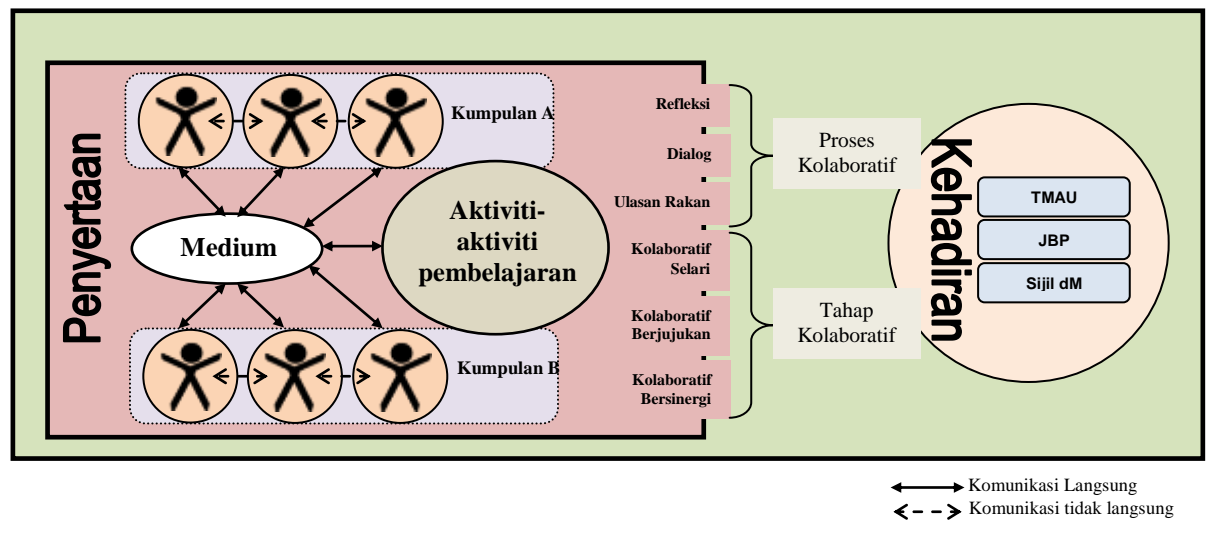 Penyertaan
Kumpulan A
Medium
Aktiviti-
aktiviti
pembelajaran
Kumpulan B
Refleksi
Dialog
Ulasan Rakan
Kolaboratif
Selari
Kolaboratif
Berjujukan
Kolaboratif
Bersinergi
Proses
Kolaboratif
Tahap
Kolaboratif
Kehadiran
TMAU
JBP
Sijil dM
Komunikasi Langsung
Komunikasi tidak langsung